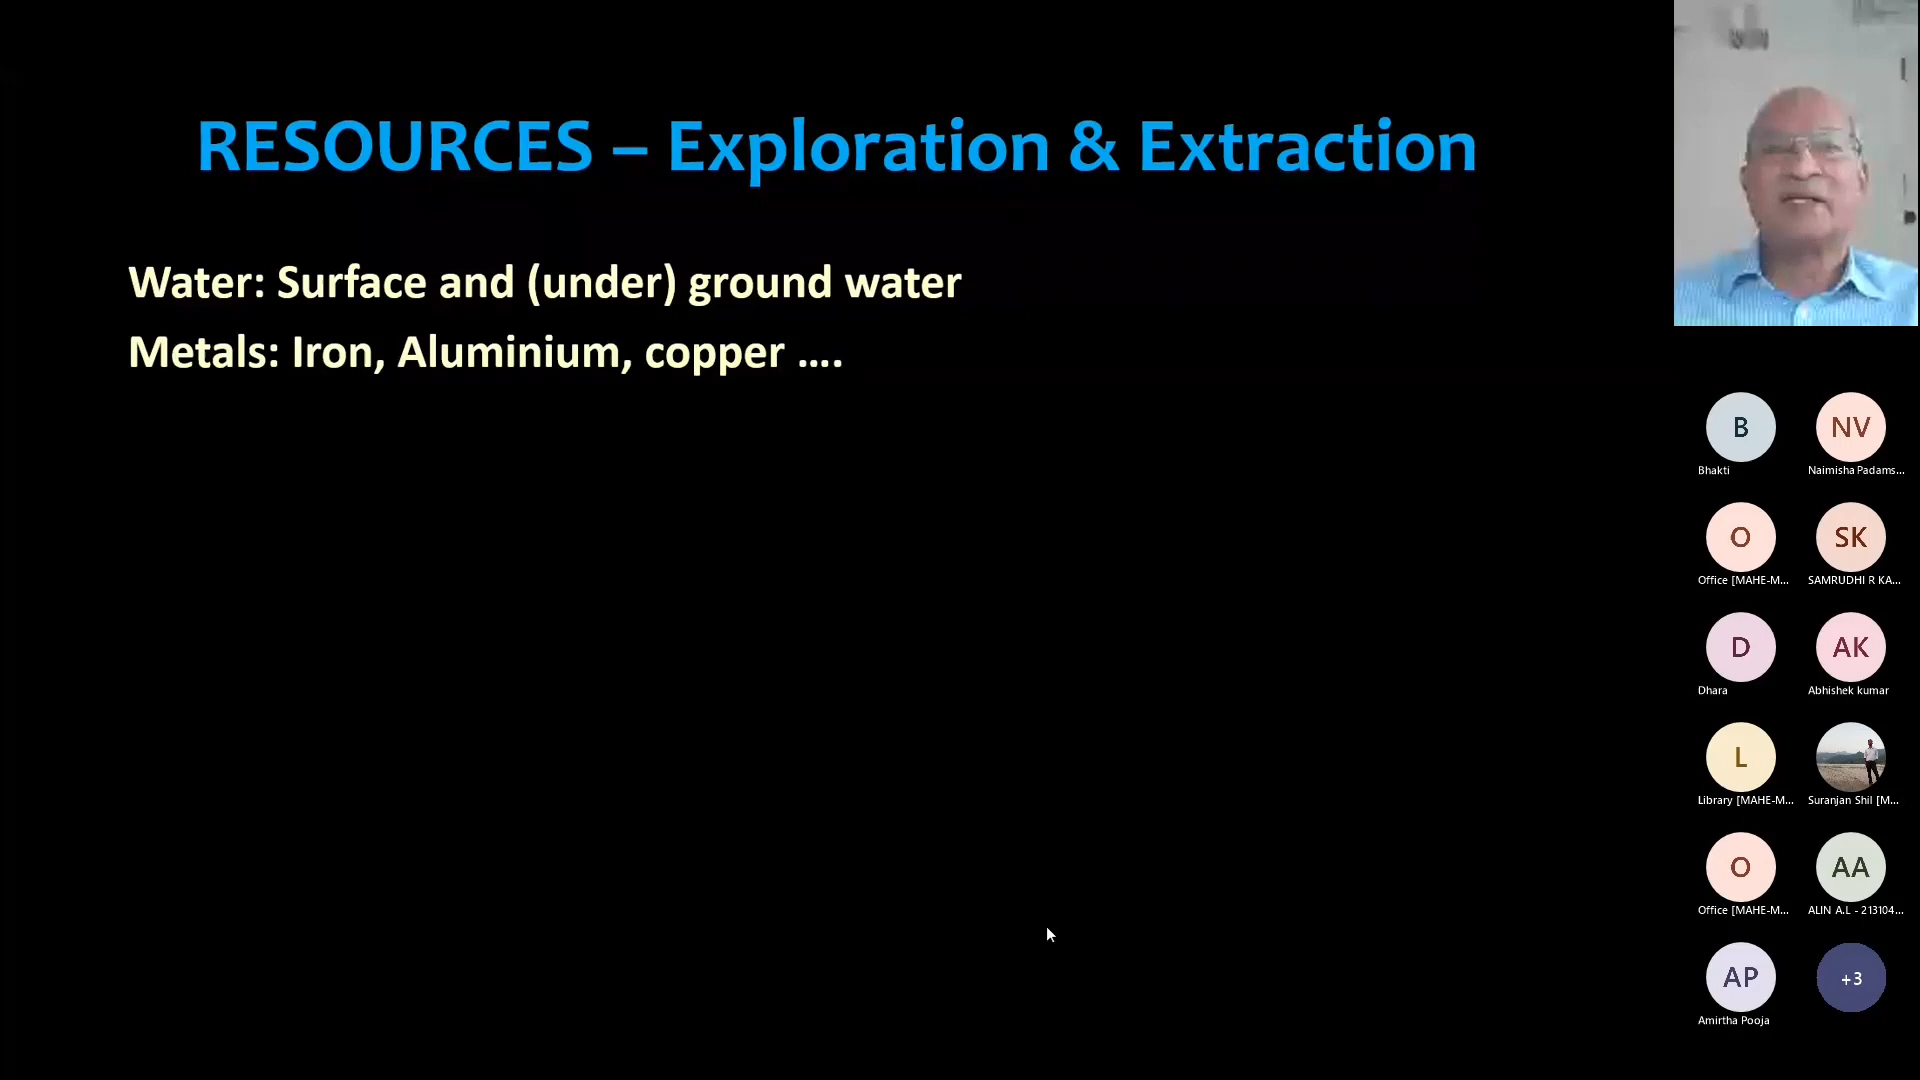 RESOURCES – Exploration & Extraction
Water: Surface and (under) ground water
Metals: Iron, Aluminium, copper ....
B
NV
Bhakti
Naimisha Padams...
O
SK
Office [MAHE-M...
SAMRUDHI R KA...
D
AK
Dhara
Abhishek kumar
L
Library [MAHE-M...
Suranjan Shil [M...
O
AA
Office [MAHE-M...
ALIN A.L - 213104...
AP
+3
Amirtha Pooja